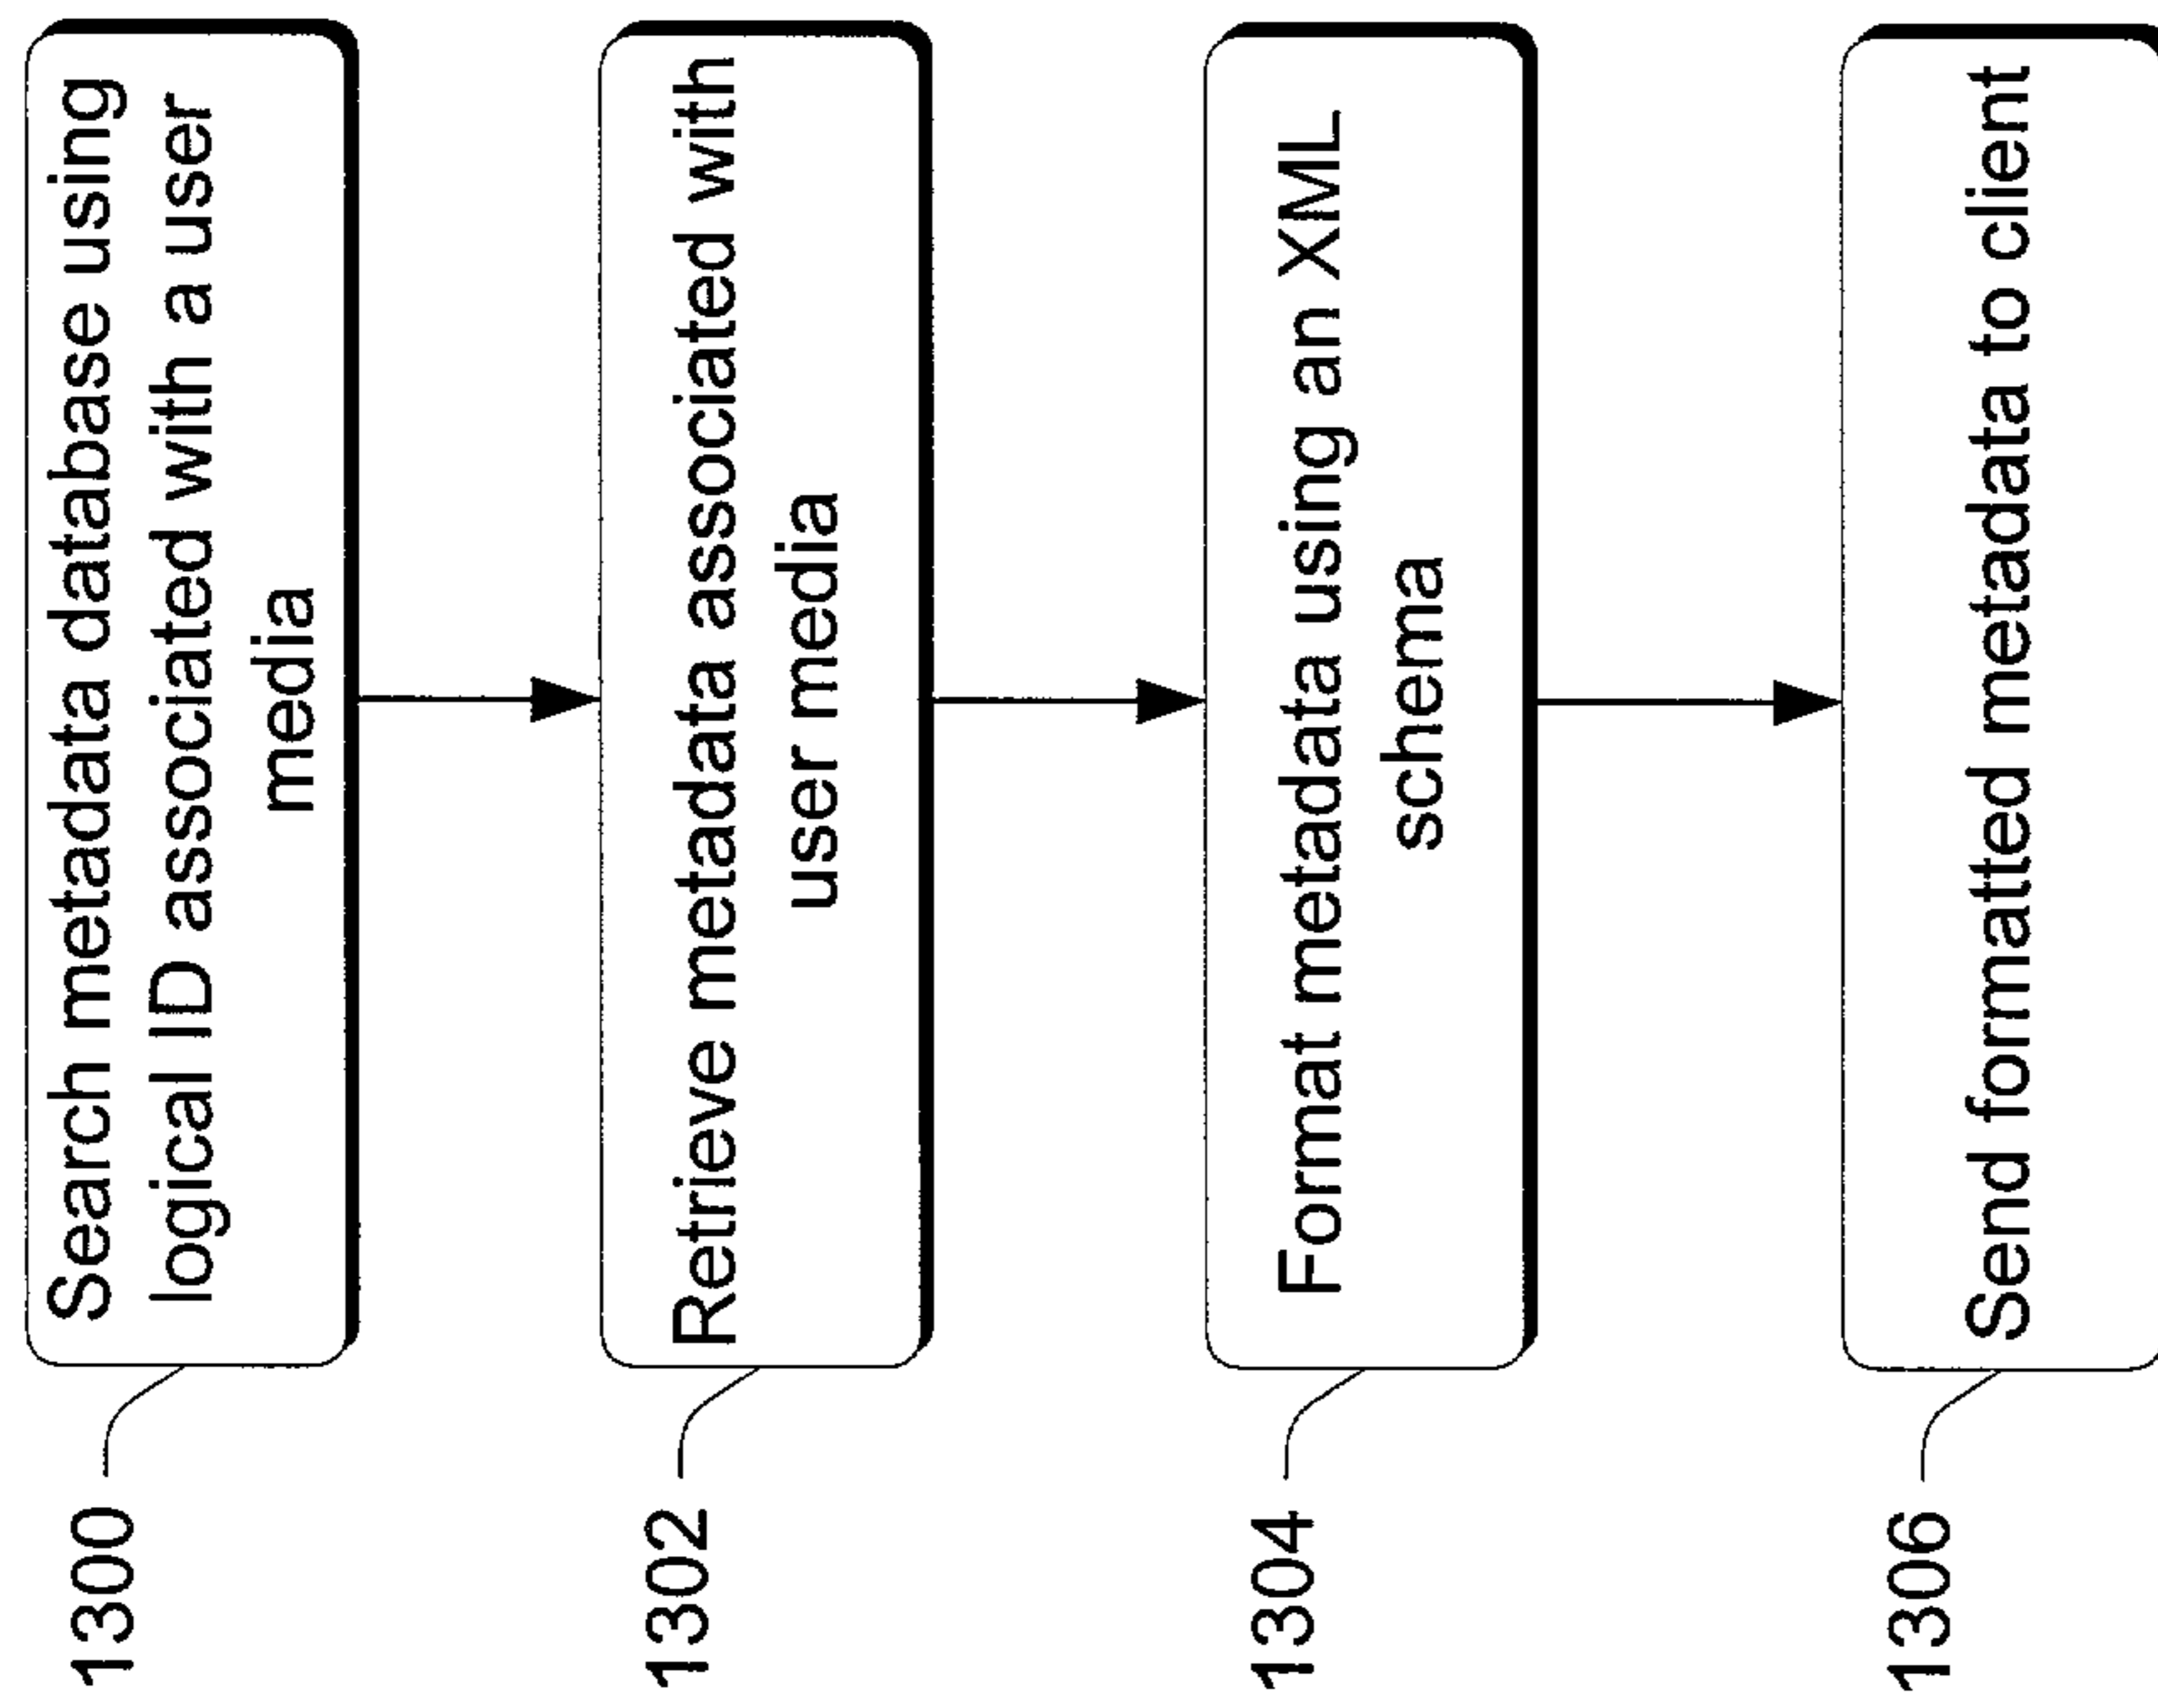 1300
Search metadata database using
logical ID associated with a user
media
1302
Retrieve metadata associated with
user media
1304
Format metadata using an XML
schema
1306
Send formatted metadata to client